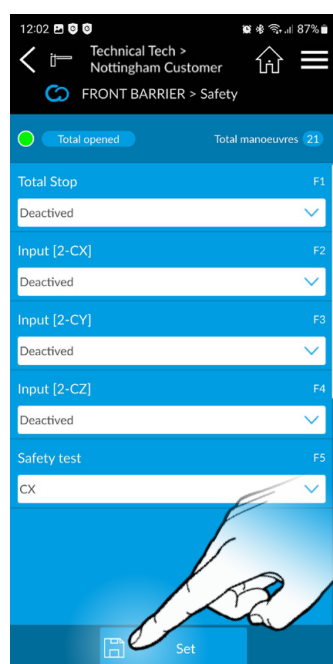 12:02 87%
Technical Tech >
Nottingham Customer
FRONT BARRIER > Safety
Total opened Total manoeuvres 21
Total Stop F1
Deactived
Input [2-CX] F2
Deactived
Input [2-CY] F3
Deactived
Input [2-CZ] F4
Deactived
Safety test F5
CX
Set